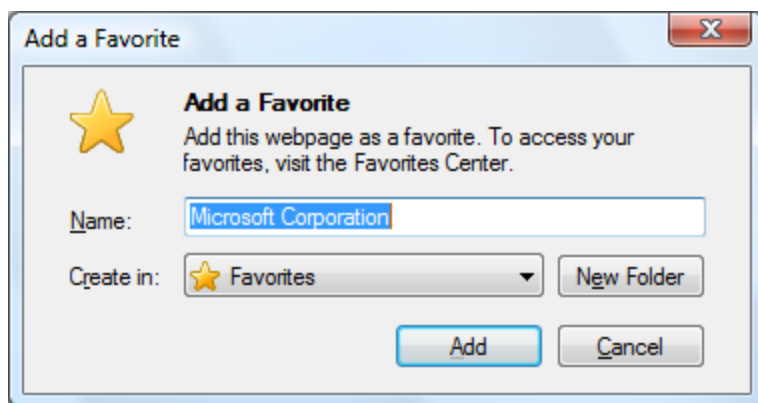 Add a Favorite
Add a Favorite
Add this webpage as a favorite. To access your
favorites, visit the Favorites Center.
Name: Microsoft Corporation
Create in: Favorites New Folder
Add Cancel